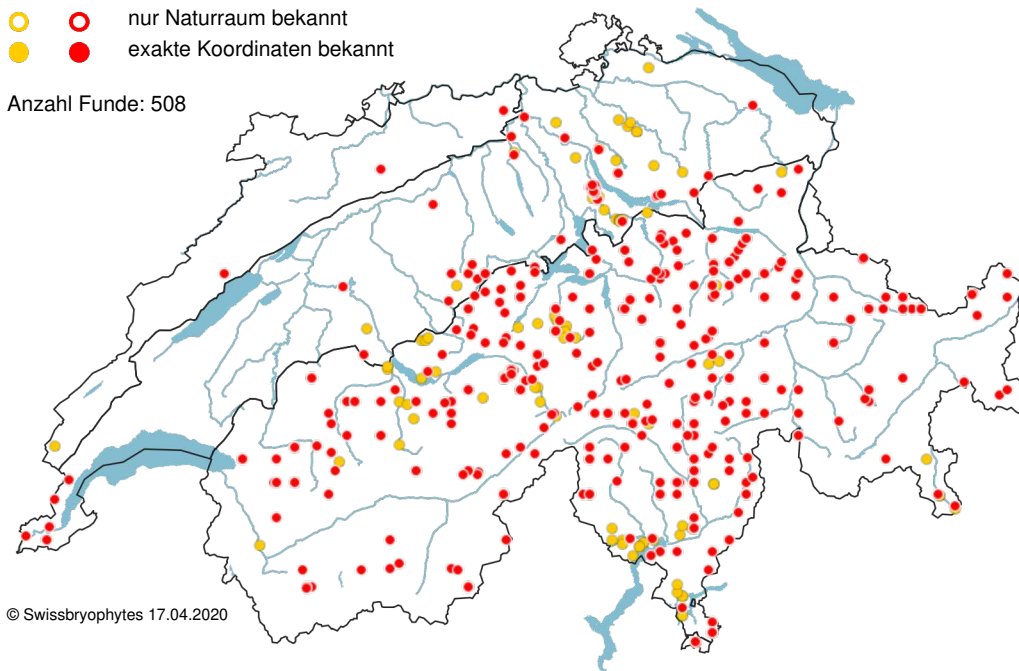 nur Naturraum bekannt
exakte Koordinaten bekannt
Anzahl Funde: 508
© Swissbryophytes 17.04.2020